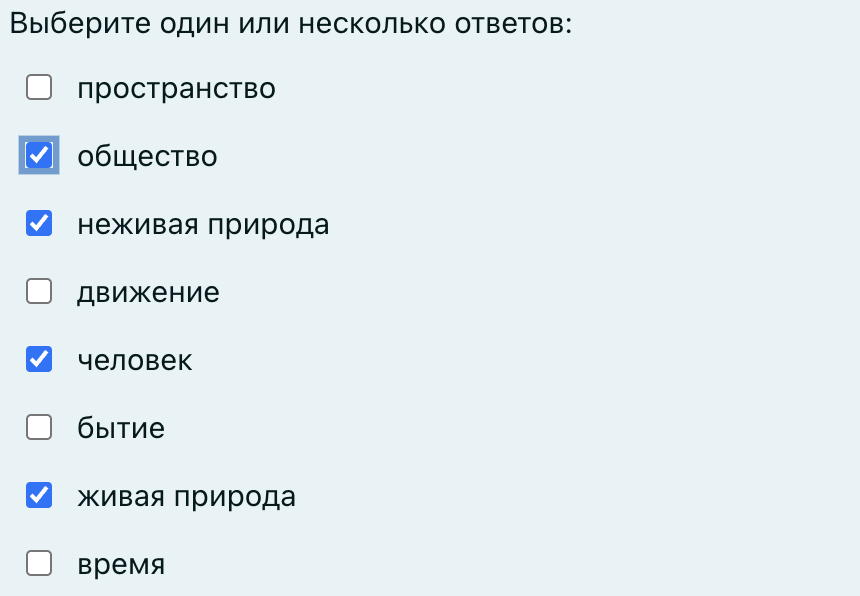 Выберите один или несколько ответов:
пространство
общество
неживая природа
движение
человек
бытие
живая природа
время